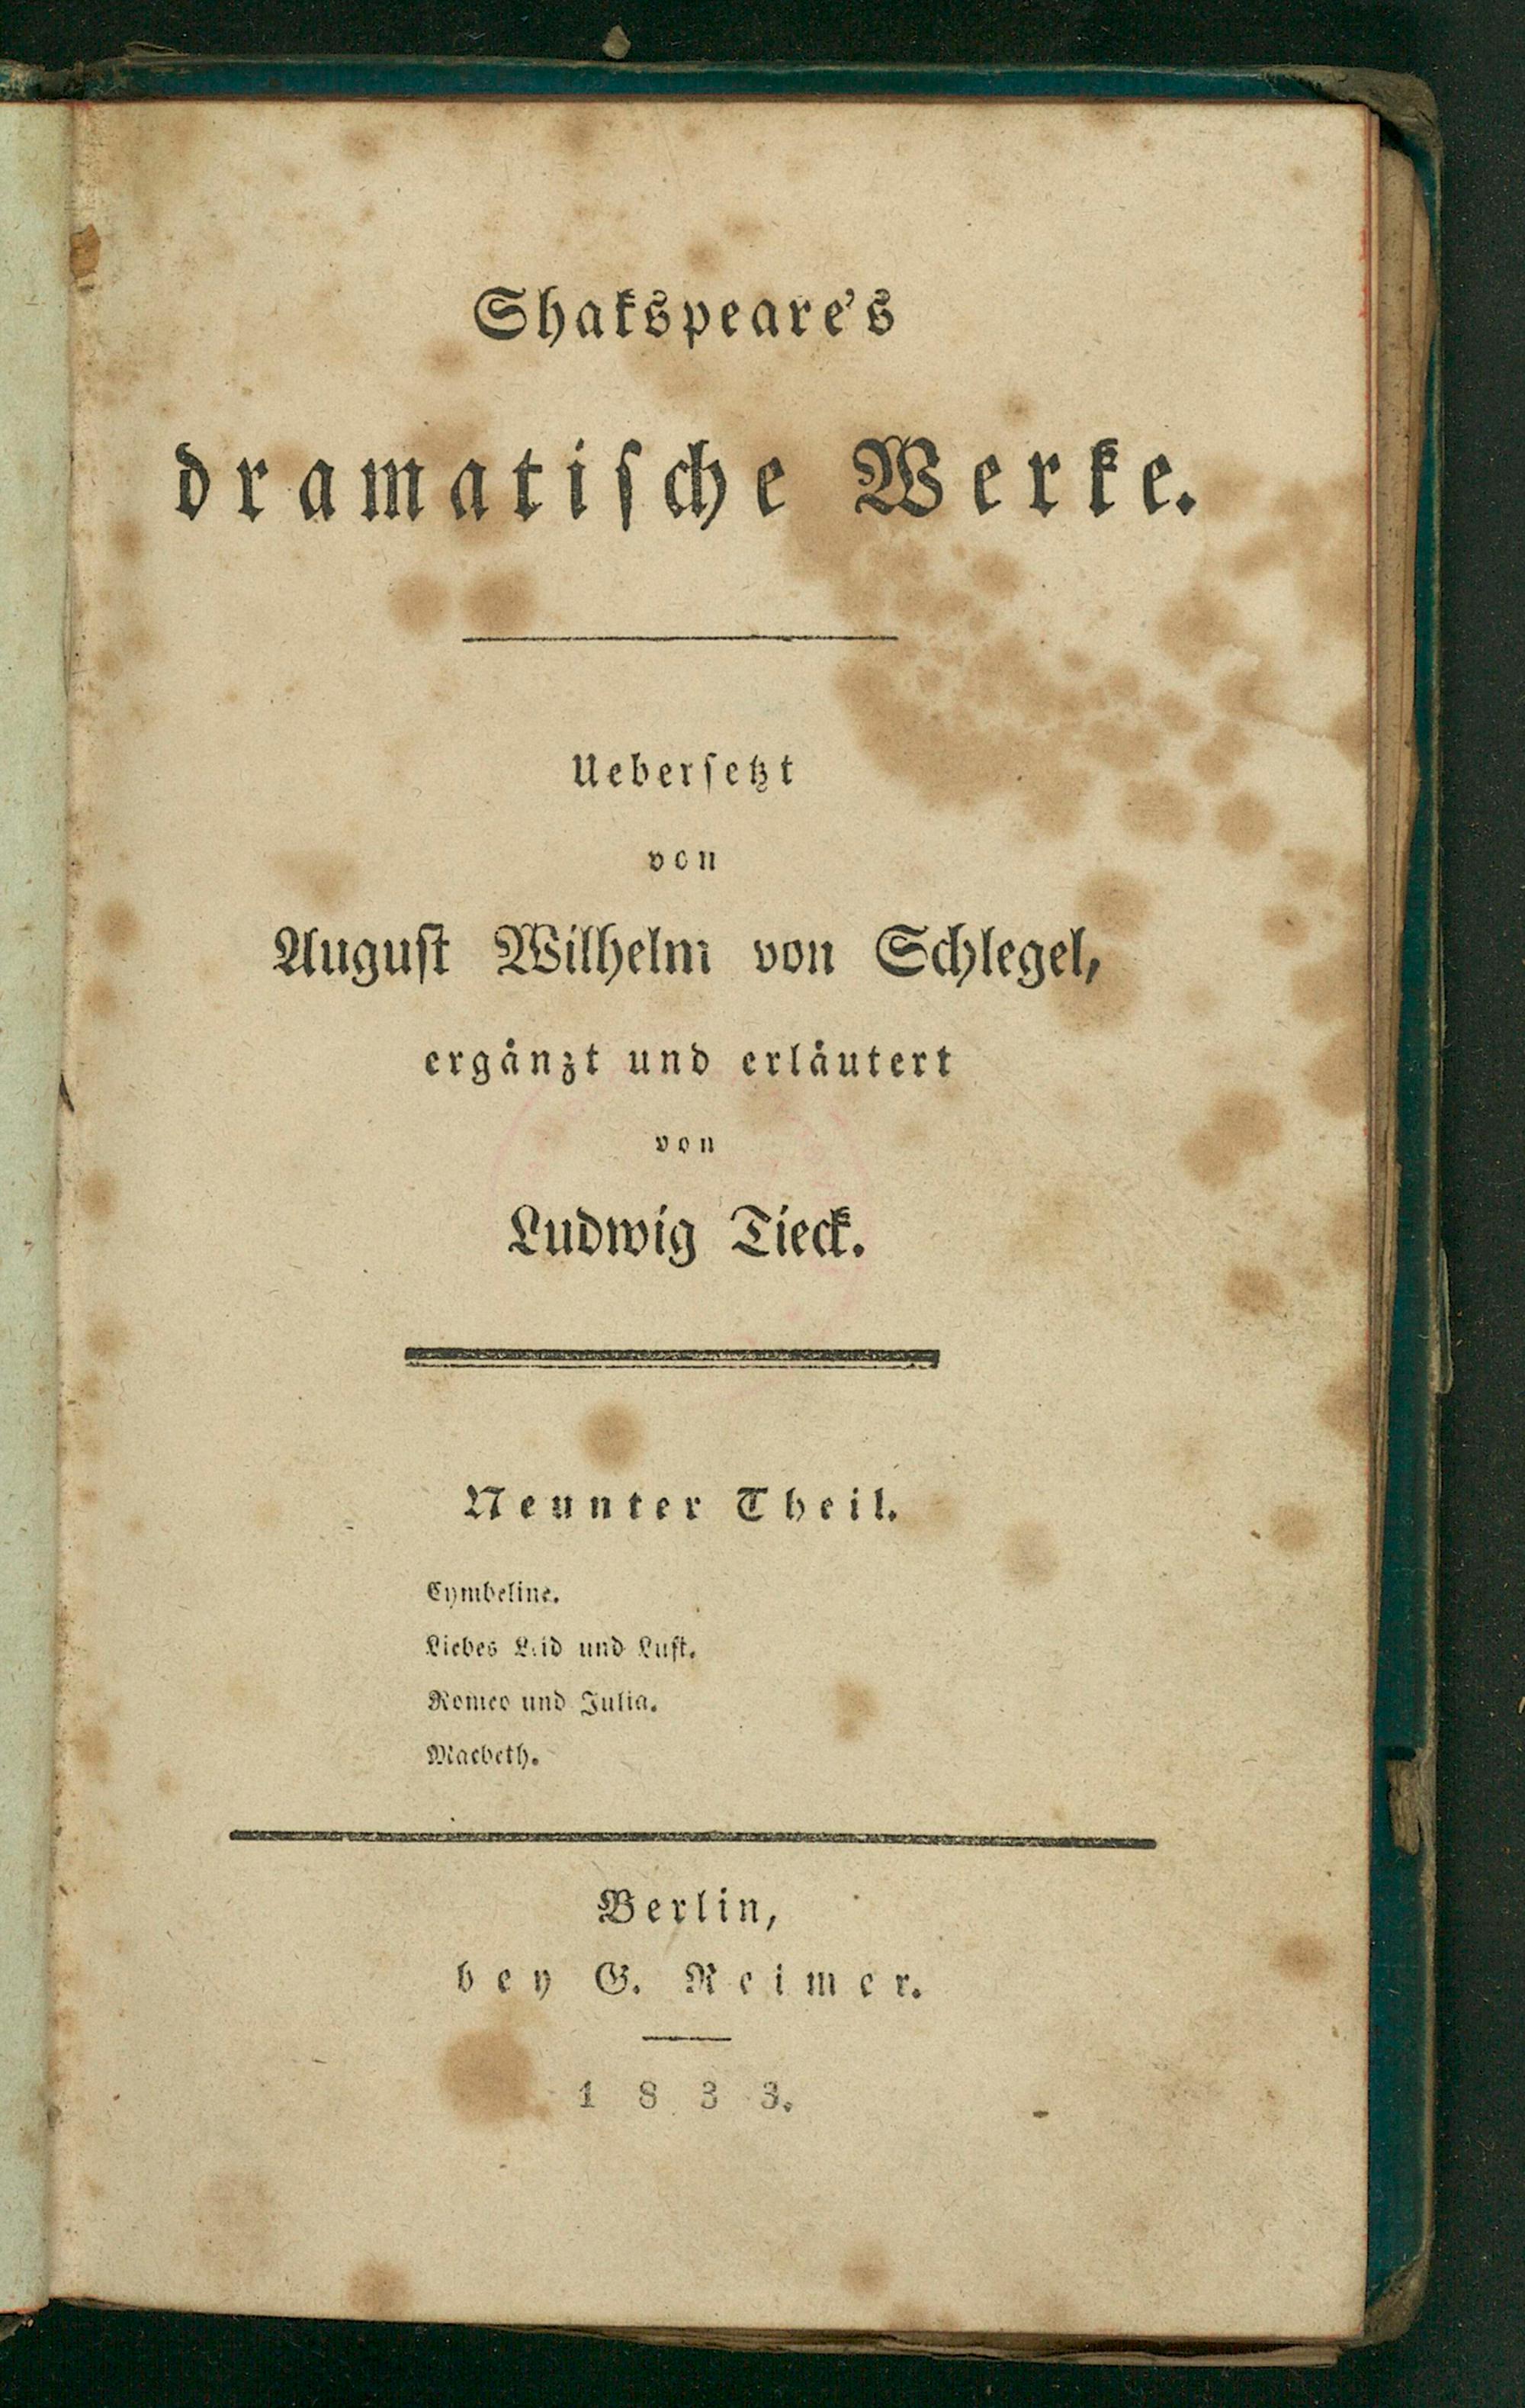 Shakspeare's
dramatische Werke.
Uebersetzt
von
August Wilhelm von Schlegel,
ergänzt und erläutert
von
Ludwig Tieck.
Neunter Theil.
Cymbeline.
Liebes Leid und Lust.
Romeo und Julia.
Macbeth.
Berlin,
bey G. Reimer.
1833.